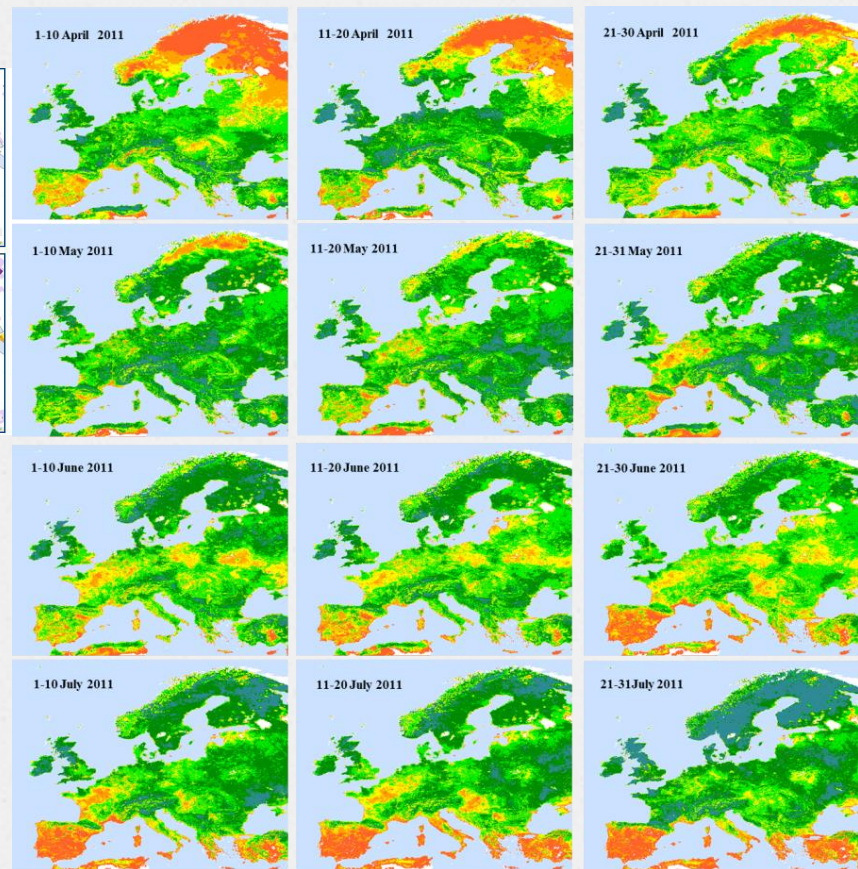 1-10 April 2011
11-20 April 2011
21-30 April 2011
1-10 May 2011
11-20 May 2011
21-31 May 2011
1-10 June 2011
11-20 June 2011
21-30 June 2011
1-10 July 2011
11-20 July 2011
21-31July 2011